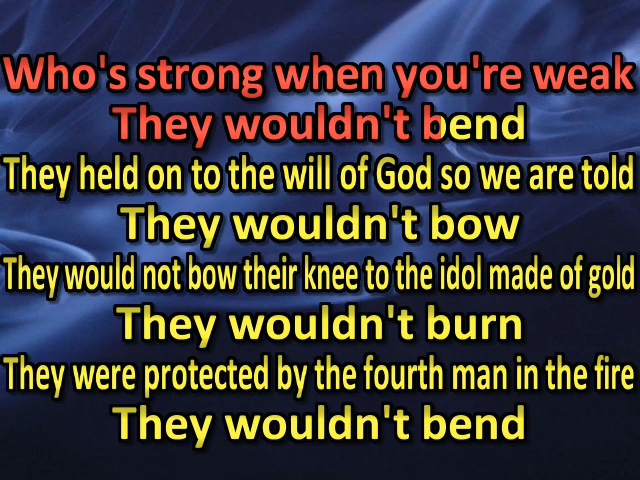 Who's strong when you're weak
They wouldn't bend
They held on to the will of God so we are told
They wouldn't bow
They would not bow their knee to the idol made of gold
They wouldn't burn
They were protected by the fourth man in the fire
They wouldn't bend